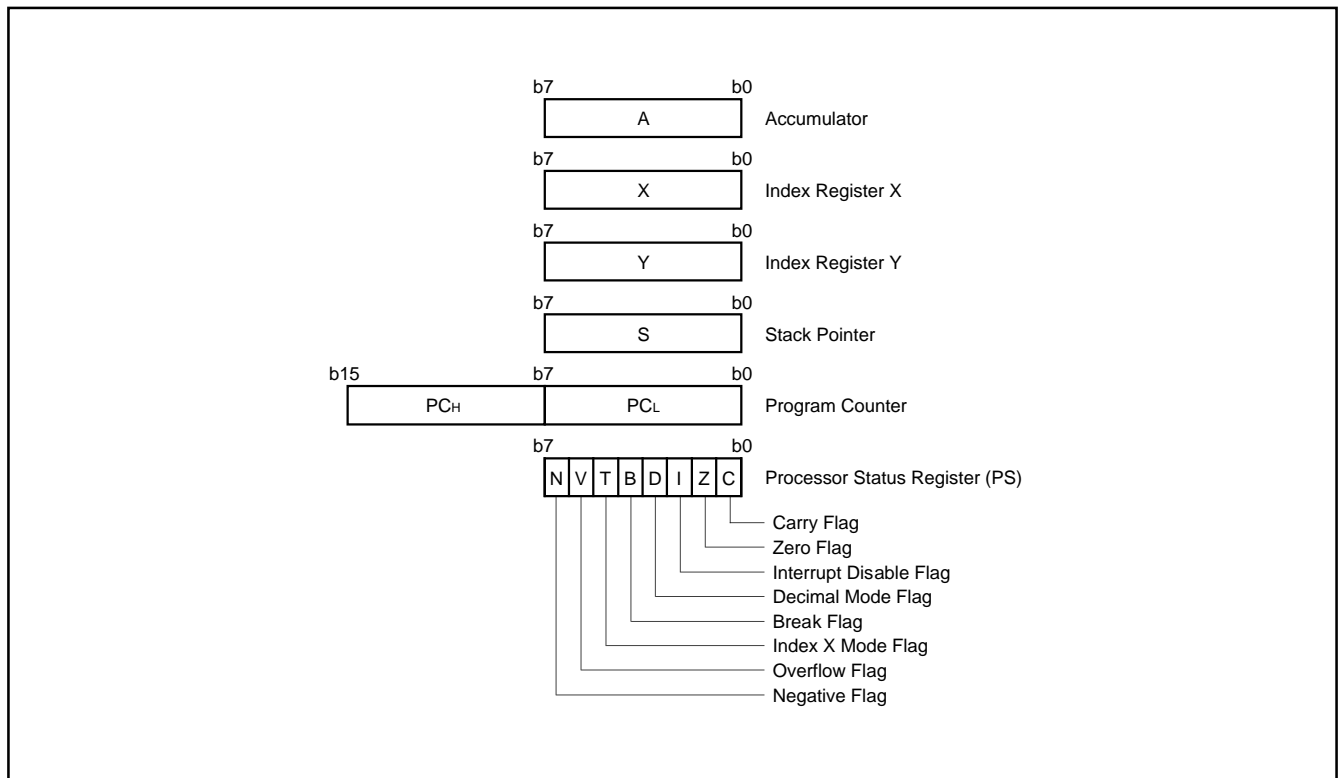 b7 b0
A Accumulator
b7 b0
X Index Register X
b7 b0
Y Index Register Y
b7 b0
S Stack Pointer
b15 b7 b0
PCH PCL Program Counter
b7 b0
N V T B D I Z C Processor Status Register (PS)
Carry Flag
Zero Flag
Interrupt Disable Flag
Decimal Mode Flag
Break Flag
Index X Mode Flag
Overflow Flag
Negative Flag